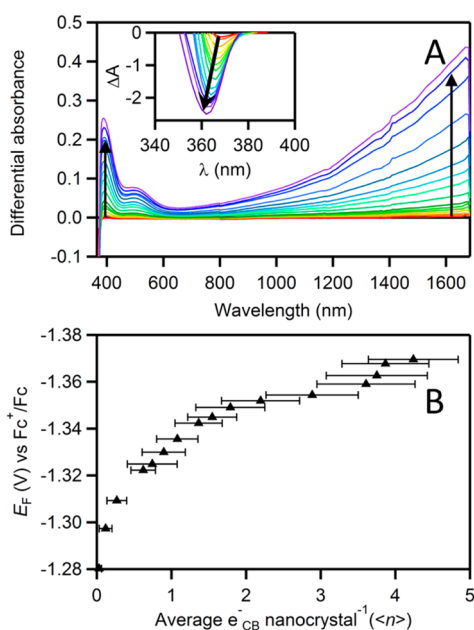 A
Differential absorbance
0.5
0.4
0.3
0.2
0.1
0.0
-0.1
400 600 800 1000 1200 1400 1600
Wavelength (nm)
ΔA
0
-1
-2
340 360 380 400
λ (nm)
B
E_F (V) vs Fc⁺/Fc
-1.38
-1.36
-1.34
-1.32
-1.30
-1.28
0 1 2 3 4 5
Average e⁻_CB nanocrystal⁻¹ (<n>)